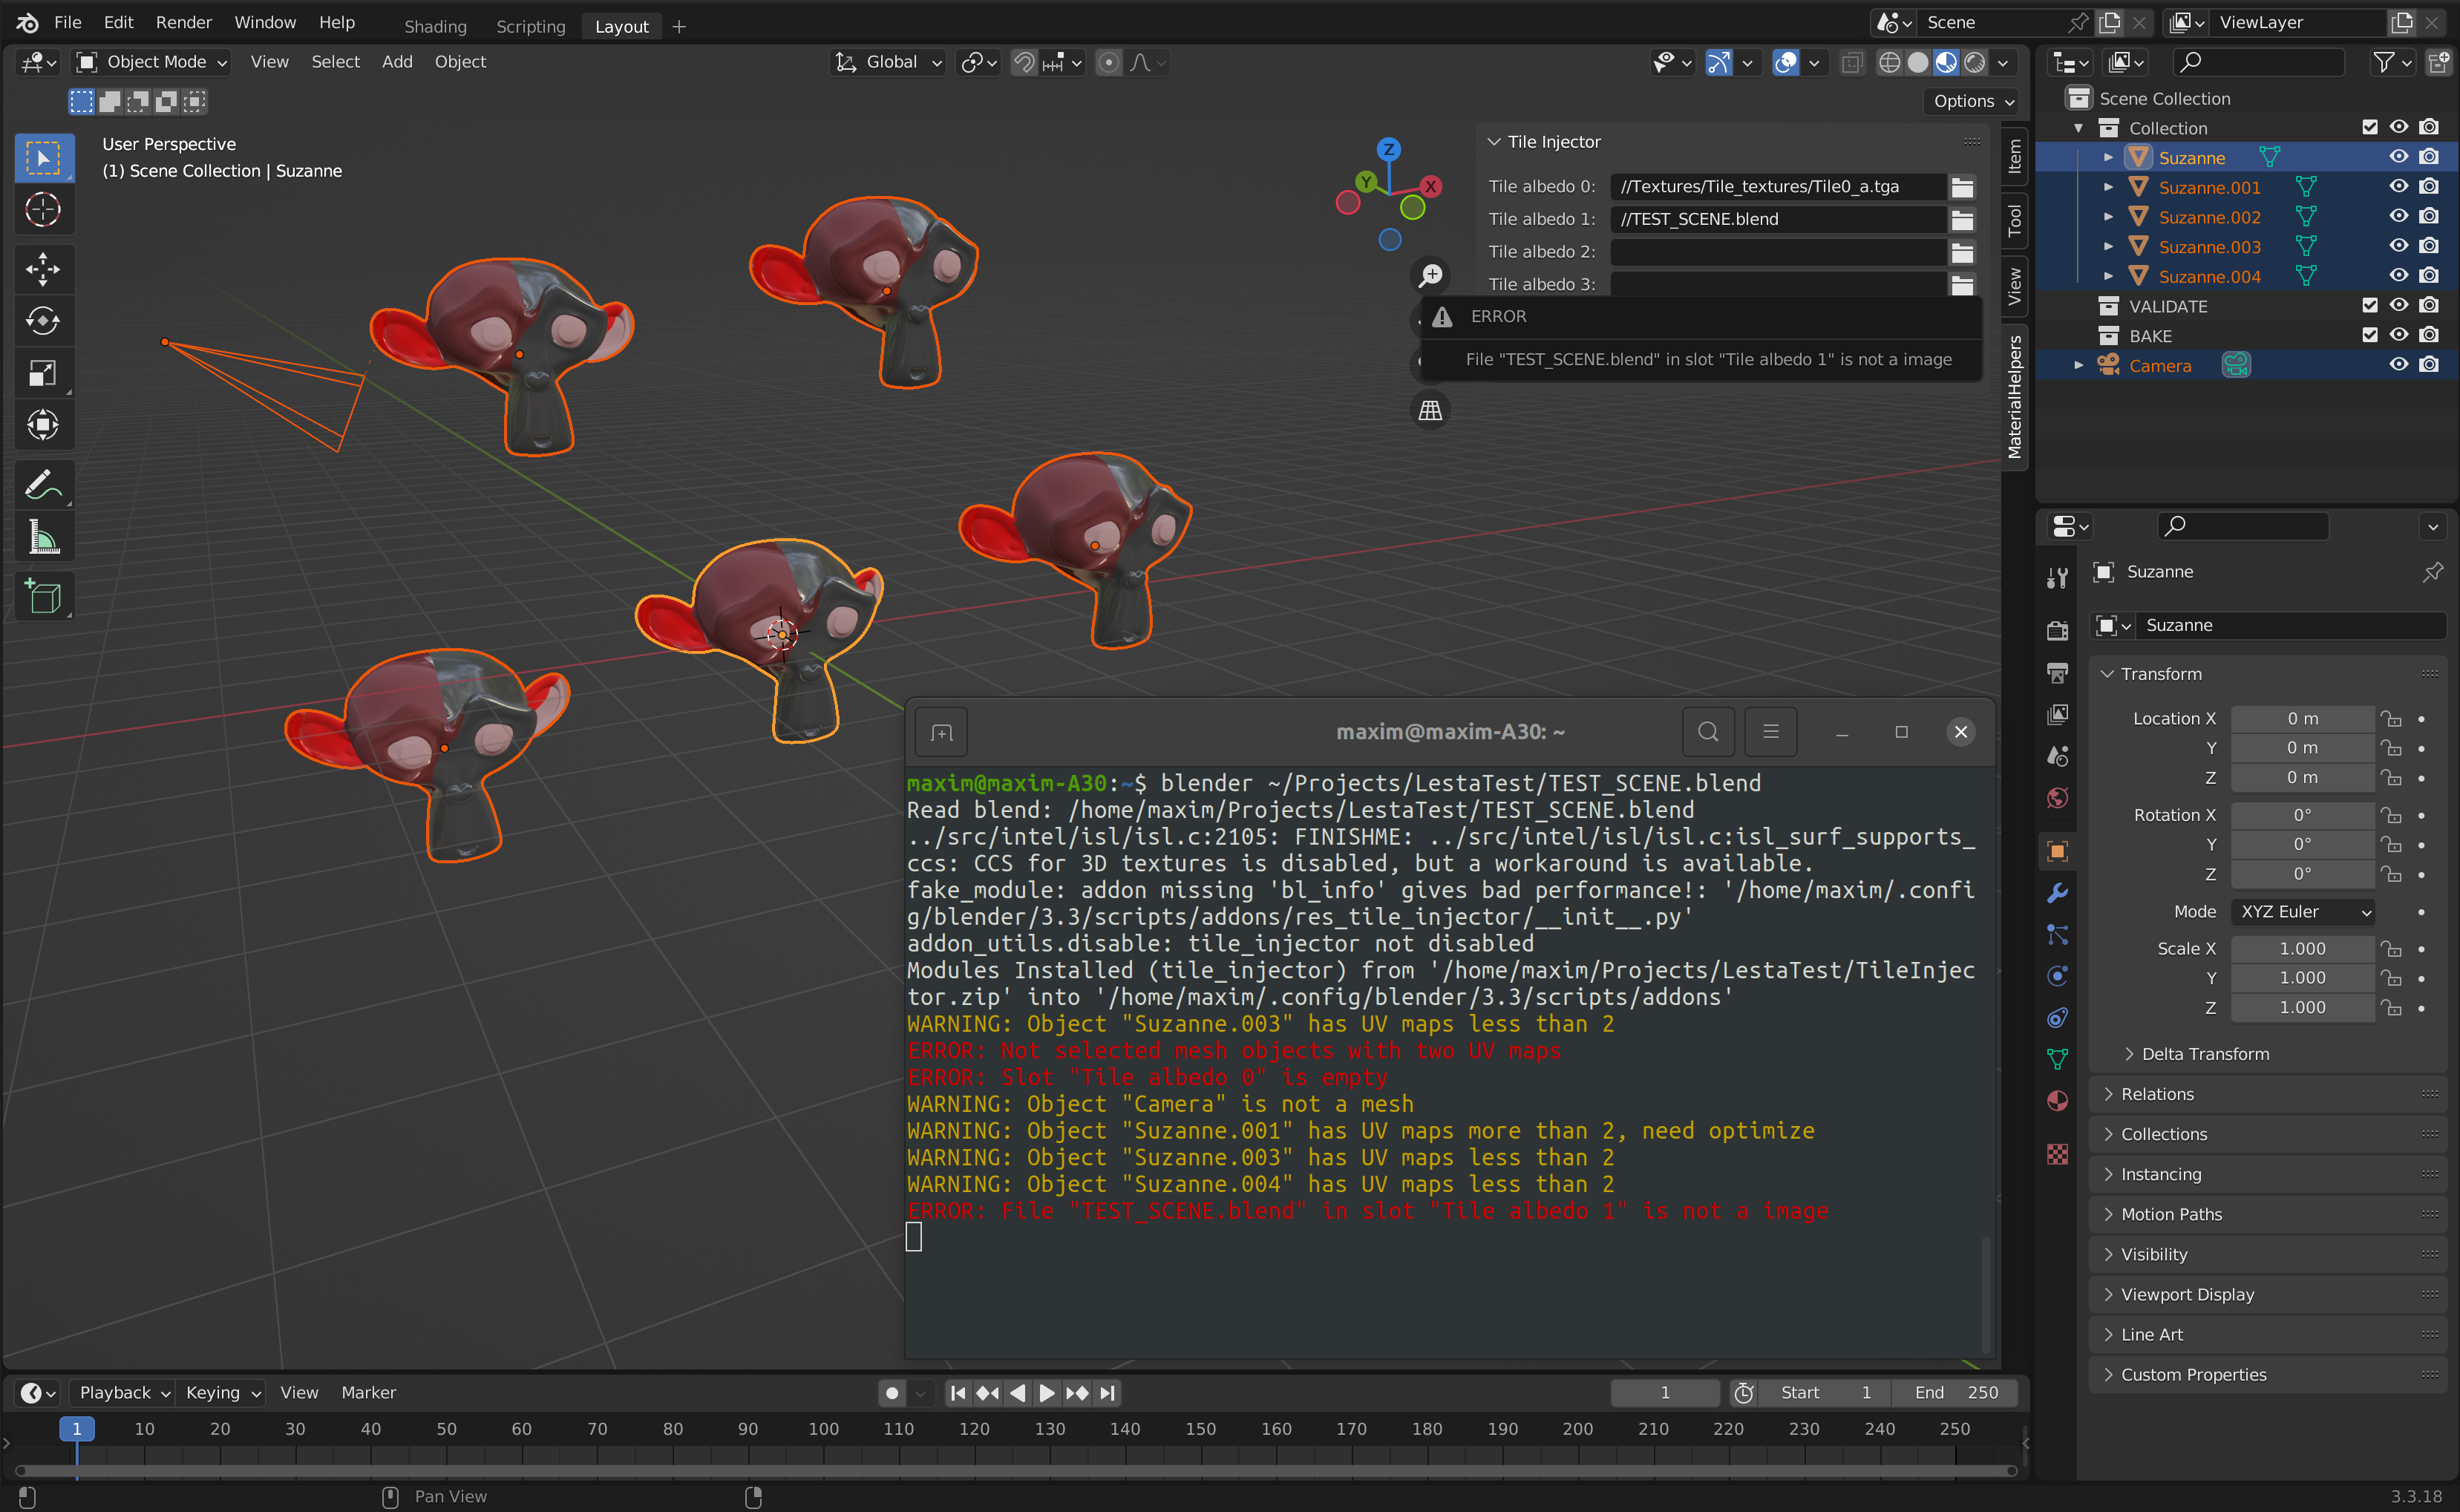 File Edit Render Window Help Shading Scripting Layout + Scene ViewLayer
Object Mode View Select Add Object Global
Options
User Perspective
(1) Scene Collection | Suzanne
Z
Y
X
Tile Injector
Tile albedo 0: //Textures/Tile_textures/Tile0_a.tga
Tile albedo 1: //TEST_SCENE.blend
Tile albedo 2:
Tile albedo 3:
ERROR
File "TEST_SCENE.blend" in slot "Tile albedo 1" is not a image
Item
Tool
View
MaterialHelpers
Scene Collection
Collection
Suzanne
Suzanne.001
Suzanne.002
Suzanne.003
Suzanne.004
VALIDATE
BAKE
Camera
Suzanne
Suzanne
Transform
Location X 0 m
Y 0 m
Z 0 m
Rotation X 0°
Y 0°
Z 0°
Mode XYZ Euler
Scale X 1.000
Y 1.000
Z 1.000
Delta Transform
Relations
Collections
Instancing
Motion Paths
Visibility
Viewport Display
Line Art
Custom Properties
maxim@maxim-A30: ~
maxim@maxim-A30:~$ blender ~/Projects/LestaTest/TEST_SCENE.blend
Read blend: /home/maxim/Projects/LestaTest/TEST_SCENE.blend
../src/intel/isl/isl.c:2105: FINISHME: ../src/intel/isl/isl.c:isl_surf_supports_
ccs: CCS for 3D textures is disabled, but a workaround is available.
fake_module: addon missing 'bl_info' gives bad performance!: '/home/maxim/.confi
g/blender/3.3/scripts/addons/res_tile_injector/__init__.py'
addon_utils.disable: tile_injector not disabled
Modules Installed (tile_injector) from '/home/maxim/Projects/LestaTest/TileInjec
tor.zip' into '/home/maxim/.config/blender/3.3/scripts/addons'
WARNING: Object "Suzanne.003" has UV maps less than 2
ERROR: Not selected mesh objects with two UV maps
ERROR: Slot "Tile albedo 0" is empty
WARNING: Object "Camera" is not a mesh
WARNING: Object "Suzanne.001" has UV maps more than 2, need optimize
WARNING: Object "Suzanne.003" has UV maps less than 2
WARNING: Object "Suzanne.004" has UV maps less than 2
ERROR: File "TEST_SCENE.blend" in slot "Tile albedo 1" is not a image
Playback Keying View Marker 1 Start 1 End 250
1 10 20 30 40 50 60 70 80 90 100 110 120 130 140 150 160 170 180 190 200 210 220 230 240 250
Pan View
3.3.18